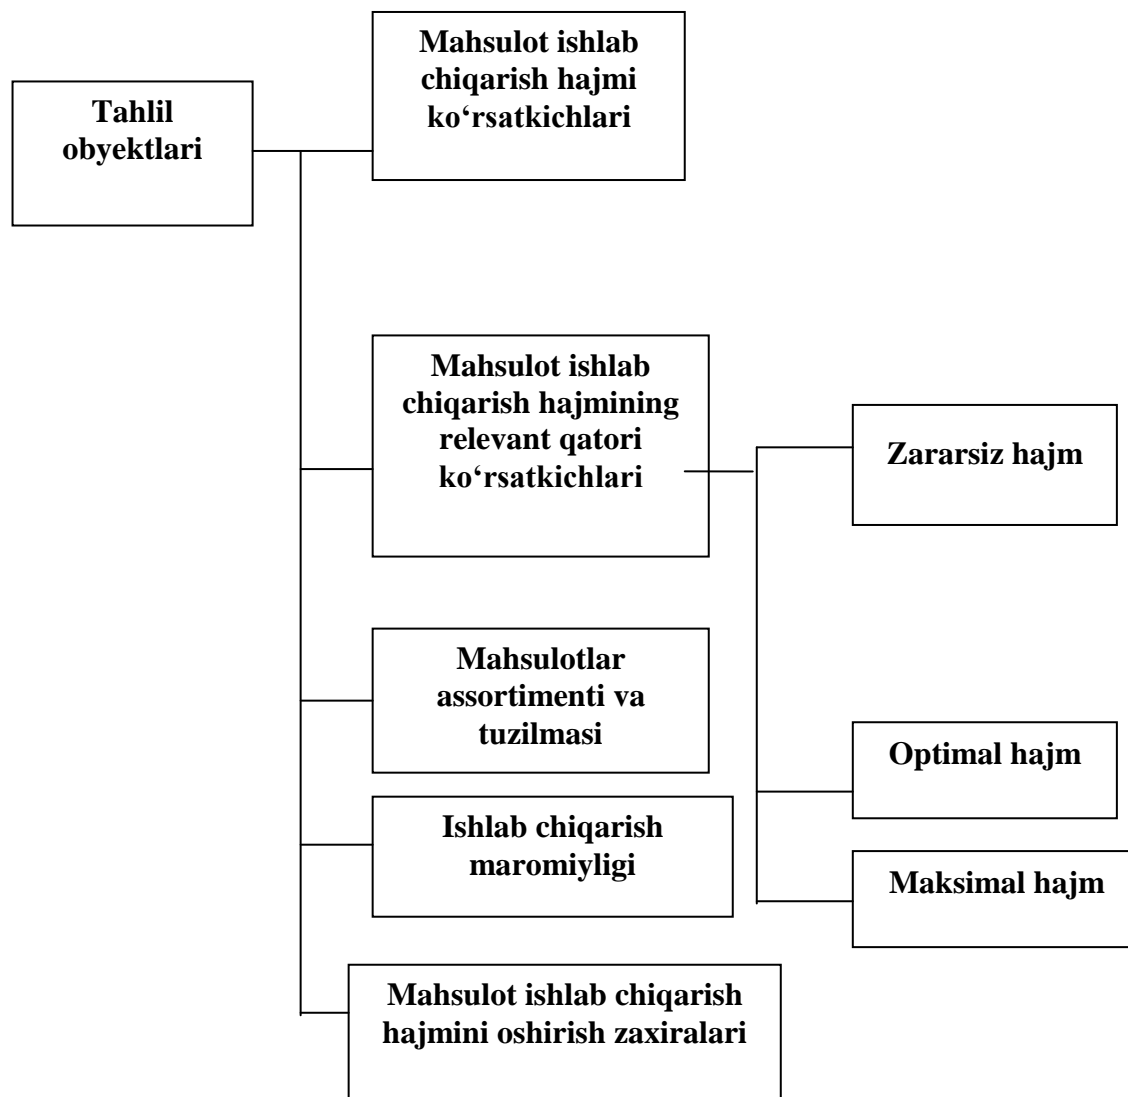 Tahlil
obyektlari
Mahsulot ishlab
chiqarish hajmi
ko‘rsatkichlari
Mahsulot ishlab
chiqarish hajmining
relevant qatori
ko‘rsatkichlari
Zararsiz hajm
Optimal hajm
Maksimal hajm
Mahsulotlar
assortimenti va
tuzilmasi
Ishlab chiqarish
maromiyligi
Mahsulot ishlab chiqarish
hajmini oshirish zaxiralari